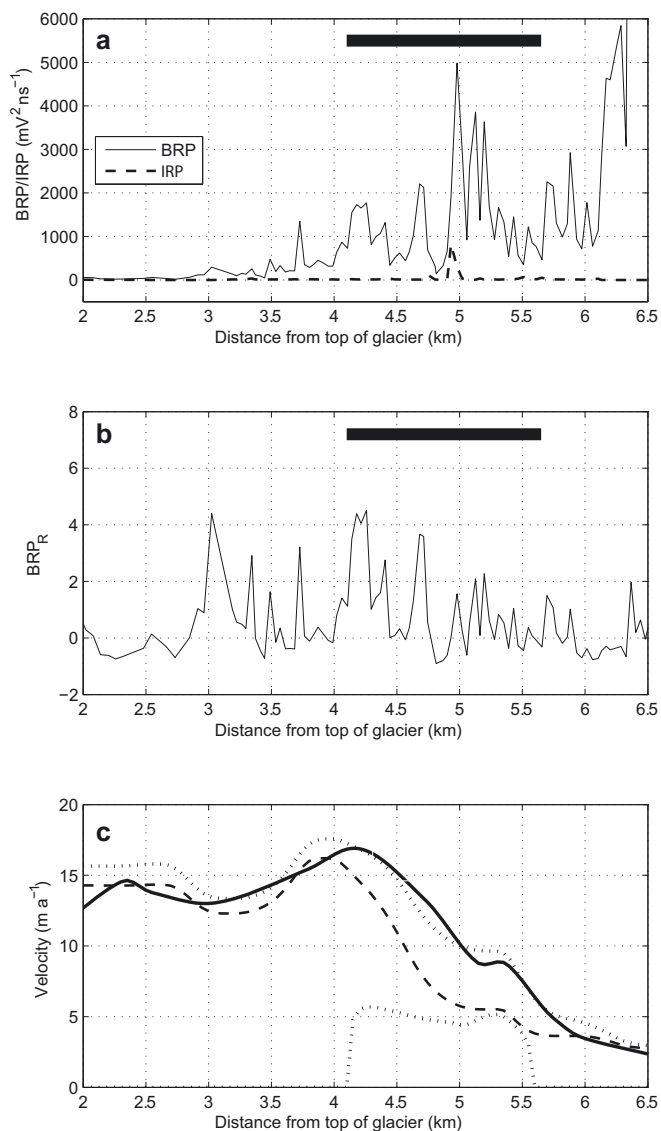 a
6000
5000
4000
3000
2000
1000
0
BRP/IRP (mV² ns⁻¹)
BRP
IRP
2 2.5 3 3.5 4 4.5 5 5.5 6 6.5
Distance from top of glacier (km)
b
8
6
4
2
0
−2
BRP_R
2 2.5 3 3.5 4 4.5 5 5.5 6 6.5
Distance from top of glacier (km)
c
20
15
10
5
0
Velocity (m a⁻¹)
2 2.5 3 3.5 4 4.5 5 5.5 6 6.5
Distance from top of glacier (km)